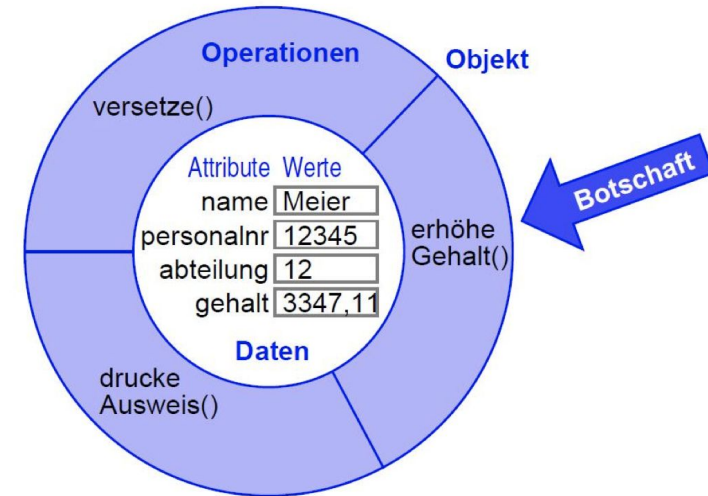 Operationen
Objekt
versetze()
Botschaft
Attribute Werte
name Meier
personalnr 12345
abteilung 12
gehalt 3347,11
Daten
erhöhe
Gehalt()
drucke
Ausweis()